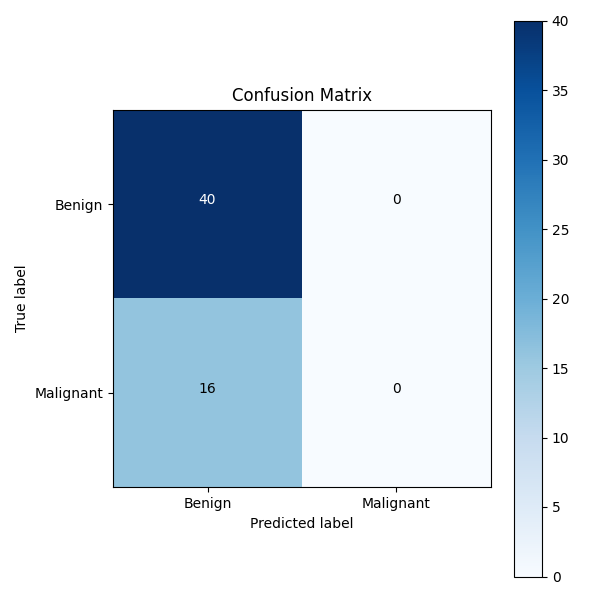 Confusion Matrix
40
35
30
25
20
15
10
5
0
True label
Benign
Malignant
40 0
16 0
Benign Malignant
Predicted label